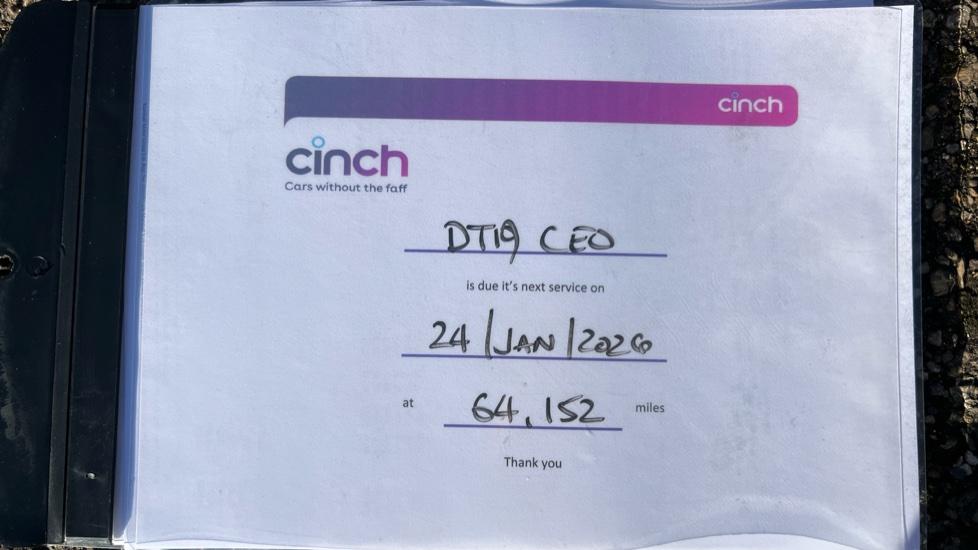 cinch
cinch
Cars without the faff
DT19 CEO
is due it's next service on
24/JAN/2026
at 64,152 miles
Thank you